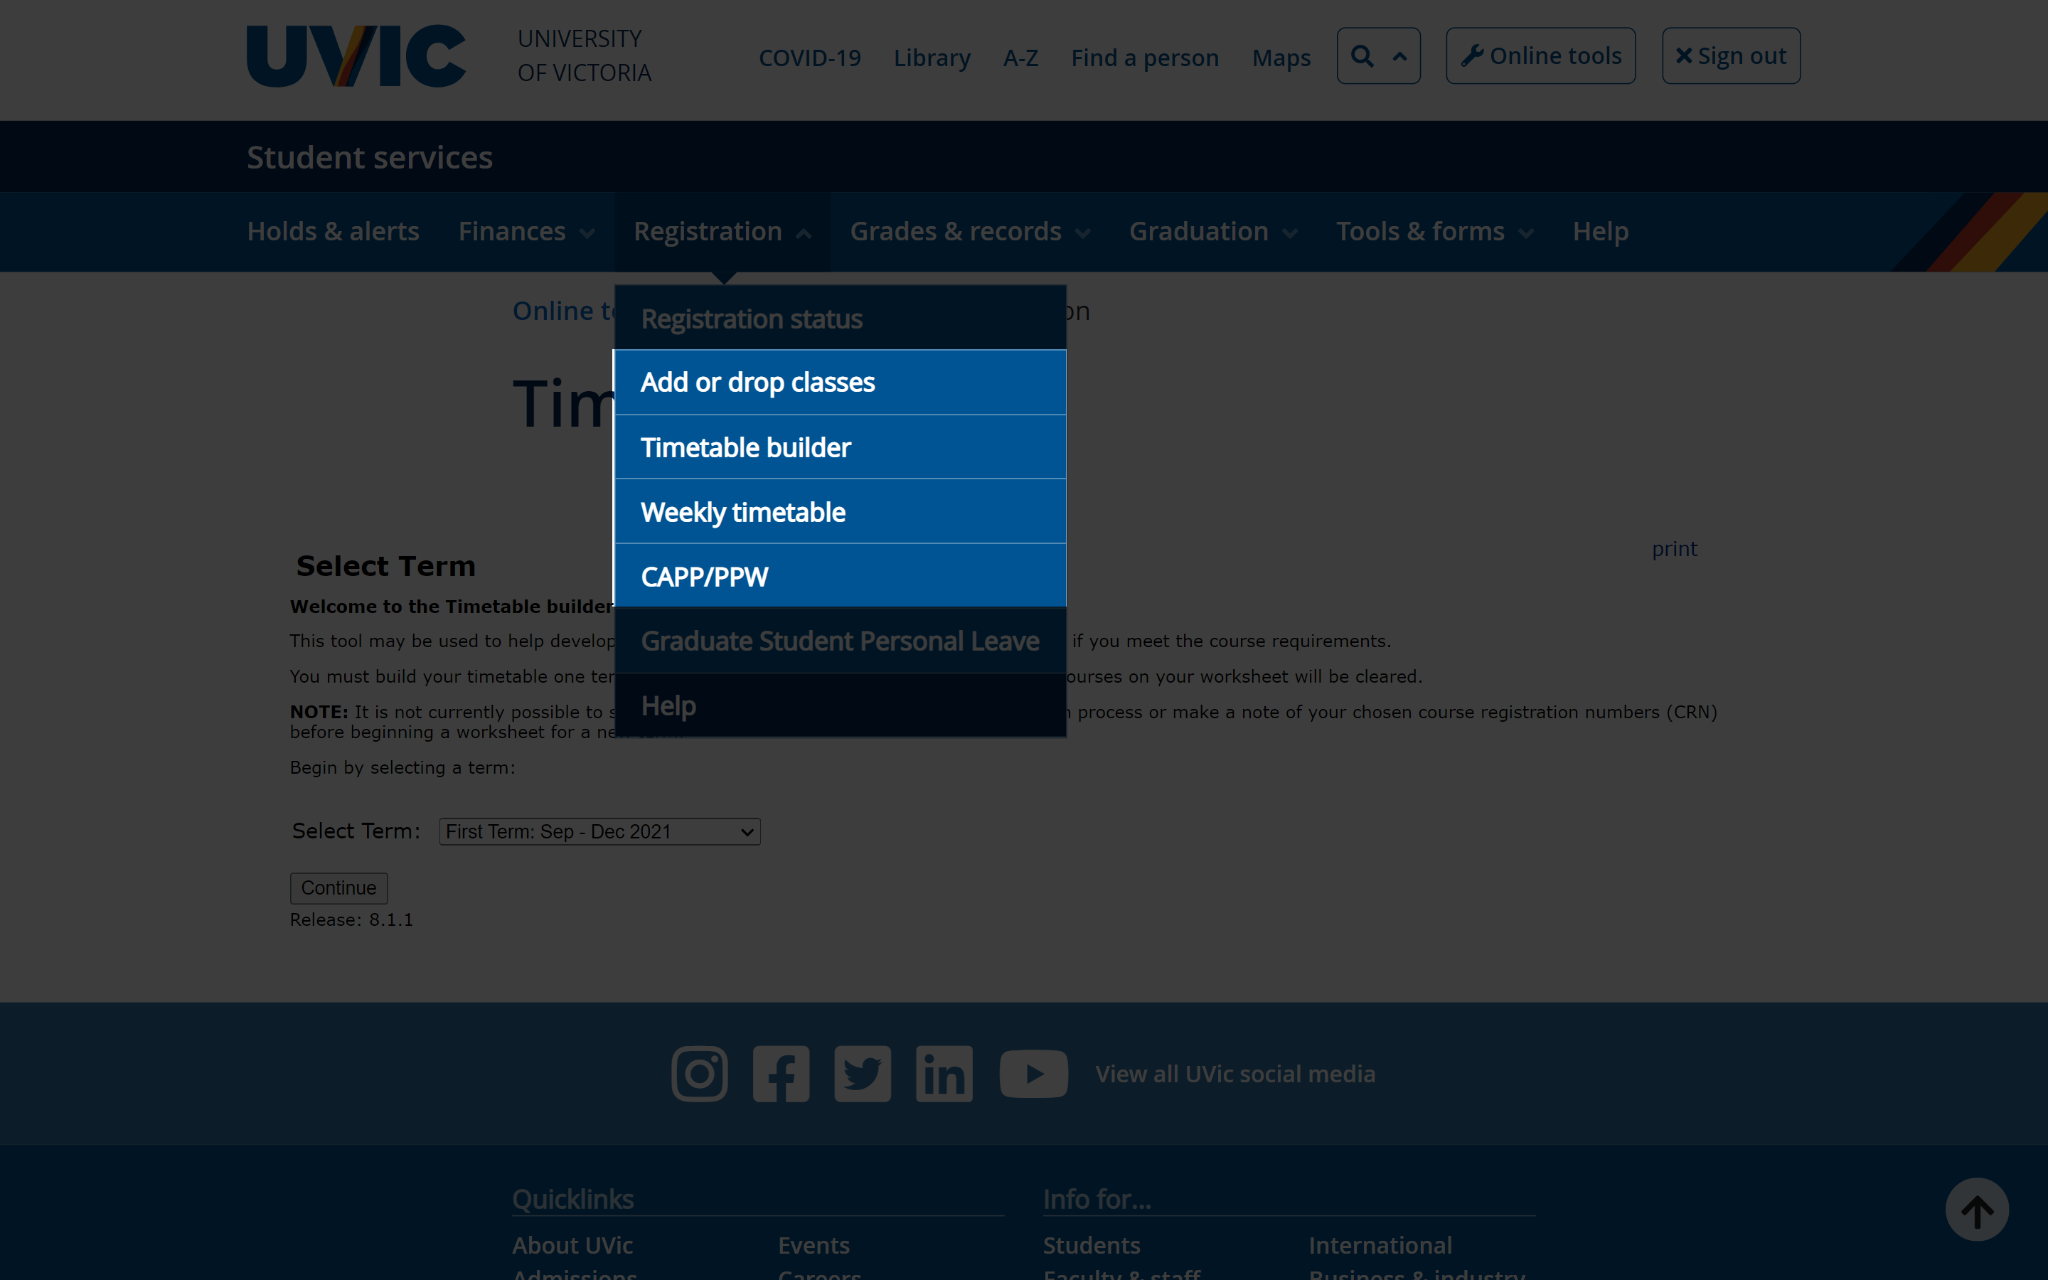 UVIC
UNIVERSITY
OF VICTORIA
COVID-19 Library A-Z Find a person Maps Online tools Sign out
Student services
Holds & alerts Finances Registration Grades & records Graduation Tools & forms Help
Online
Registration status
Add or drop classes
Timetable builder
Weekly timetable
CAPP/PPW
Graduate Student Personal Leave
Help
print
Select Term
Welcome to the Timetable builder
This tool may be used to help develop if you meet the course requirements.
You must build your timetable one on your worksheet will be cleared.
NOTE: It is not currently possible to process or make a note of your chosen course registration numbers (CRN)
before beginning a worksheet for a
Begin by selecting a term:
Select Term: First Term: Sep - Dec 2021
Continue
Release: 8.1.1
View all UVic social media
Quicklinks Info for...
About UVic Events Students International
Admissions Careers Faculty & staff Business & industry